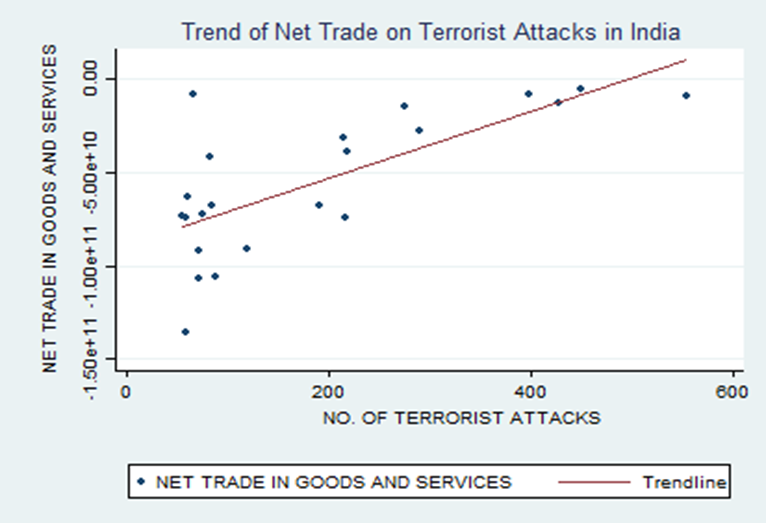 Trend of Net Trade on Terrorist Attacks in India
NET TRADE IN GOODS AND SERVICES
0.00
-5.00e+10
-1.00e+11
-1.50e+11
0 200 400 600
NO. OF TERRORIST ATTACKS
NET TRADE IN GOODS AND SERVICES Trendline